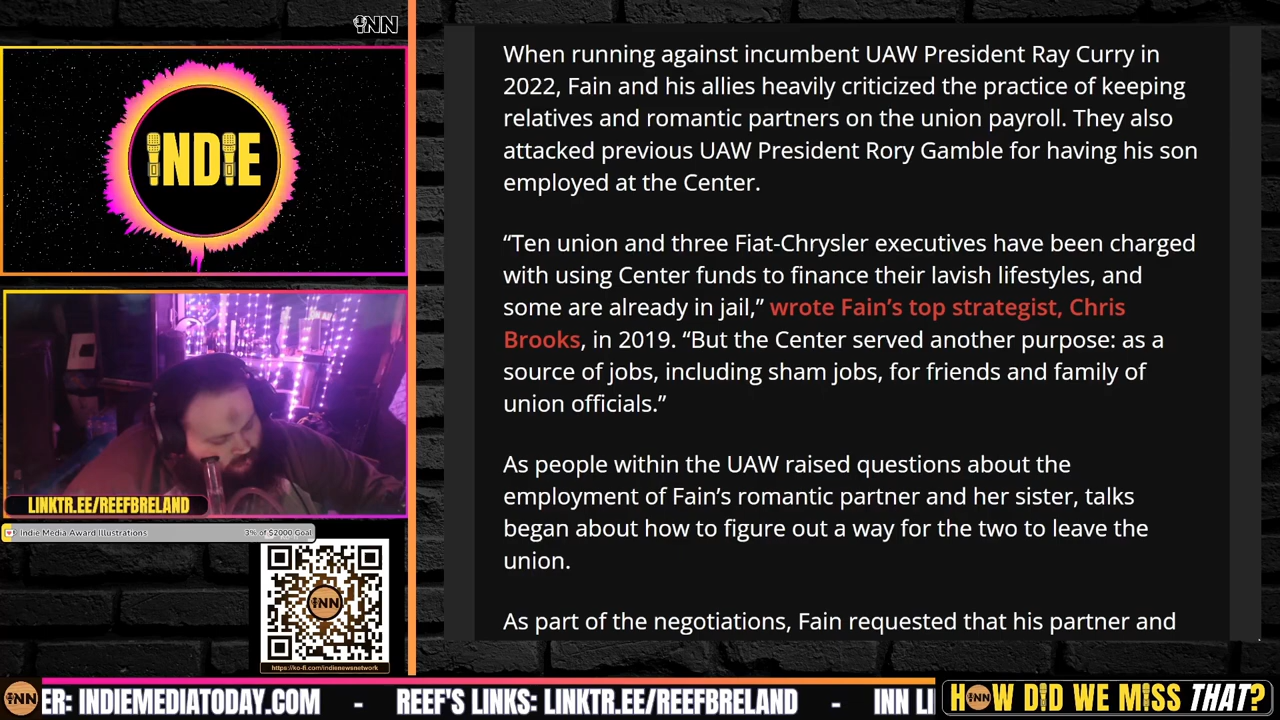 INN
INDIE
LINKTR.EE/REEFBRELAND
Indie Media Award Illustrations 3% of $2000 Goal
INN
https://ko-fi.com/indienewsnetwork
When running against incumbent UAW President Ray Curry in
2022, Fain and his allies heavily criticized the practice of keeping
relatives and romantic partners on the union payroll. They also
attacked previous UAW President Rory Gamble for having his son
employed at the Center.
“Ten union and three Fiat-Chrysler executives have been charged
with using Center funds to finance their lavish lifestyles, and
some are already in jail,” wrote Fain’s top strategist, Chris
Brooks, in 2019. “But the Center served another purpose: as a
source of jobs, including sham jobs, for friends and family of
union officials.”
As people within the UAW raised questions about the
employment of Fain’s romantic partner and her sister, talks
began about how to figure out a way for the two to leave the
union.
As part of the negotiations, Fain requested that his partner and
INN
ER: INDIEMEDIATODAY.COM - REEF'S LINKS: LINKTR.EE/REEFBRELAND - INN LI
HOW DID WE MISS THAT?
INN